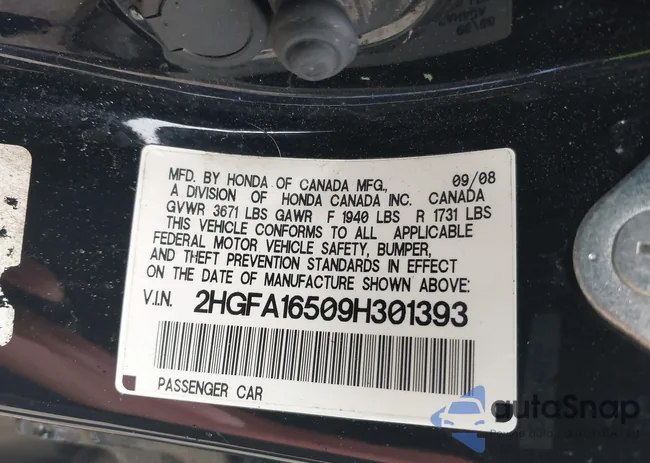 MFD. BY HONDA OF CANADA MFG., 09/08
A DIVISION OF HONDA CANADA INC. CANADA
GVWR 3671 LBS GAWR F 1940 LBS R 1731 LBS
THIS VEHICLE CONFORMS TO ALL APPLICABLE
FEDERAL MOTOR VEHICLE SAFETY, BUMPER,
AND THEFT PREVENTION STANDARDS IN EFFECT
ON THE DATE OF MANUFACTURE SHOWN ABOVE:
V.I.N. 2HGFA16509H301393
PASSENGER CAR
autoSnap